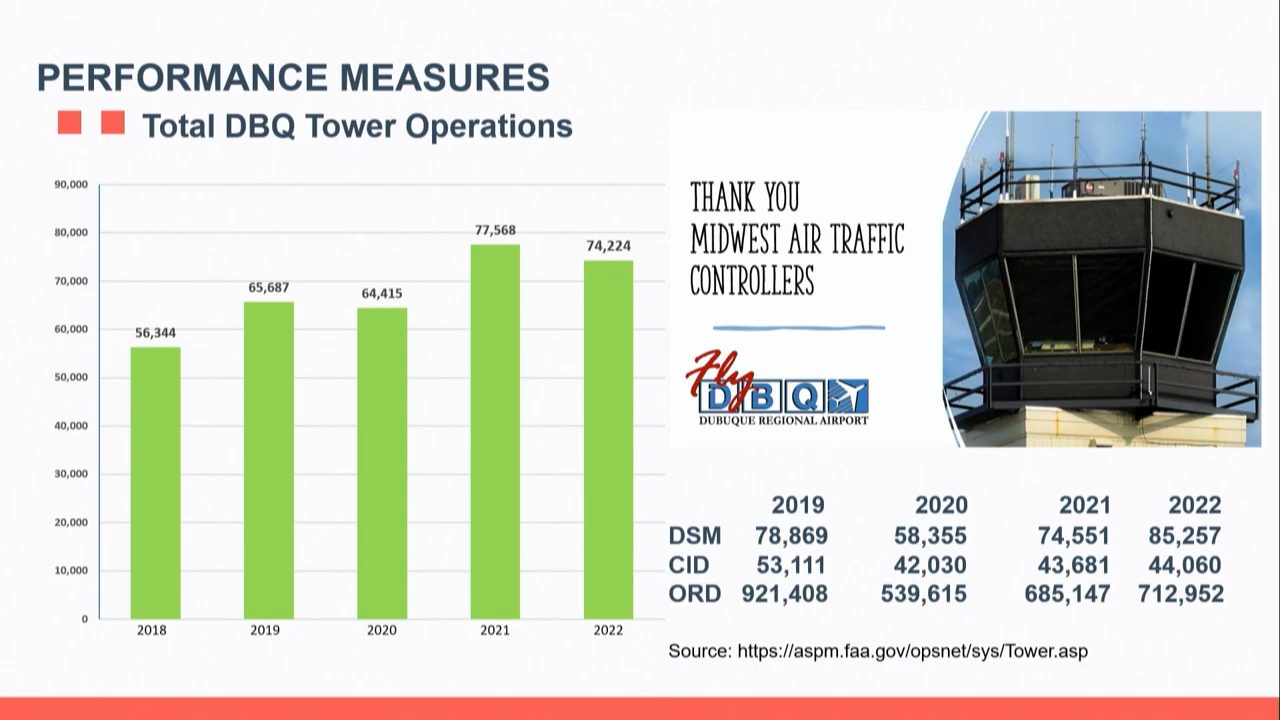 PERFORMANCE MEASURES
Total DBQ Tower Operations
90,000
80,000
70,000
60,000
50,000
40,000
30,000
20,000
10,000
0
56,344
65,687
64,415
77,568
74,224
2018 2019 2020 2021 2022
THANK YOU
MIDWEST AIR TRAFFIC
CONTROLLERS
Fly
DBQ
DUBUQUE REGIONAL AIRPORT
2019 2020 2021 2022
DSM 78,869 58,355 74,551 85,257
CID 53,111 42,030 43,681 44,060
ORD 921,408 539,615 685,147 712,952
Source: https://aspm.faa.gov/opsnet/sys/Tower.asp